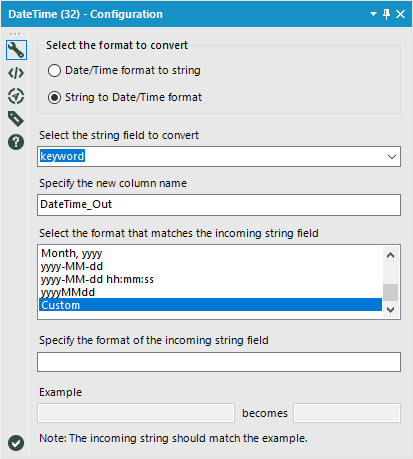 DateTime (32) - Configuration
Select the format to convert
Date/Time format to string
String to Date/Time format
Select the string field to convert
keyword
Specify the new column name
DateTime_Out
Select the format that matches the incoming string field
Month, yyyy
yyyy-MM-dd
yyyy-MM-dd hh:mm:ss
yyyyMMdd
Custom
Specify the format of the incoming string field
Example
becomes
Note: The incoming string should match the example.